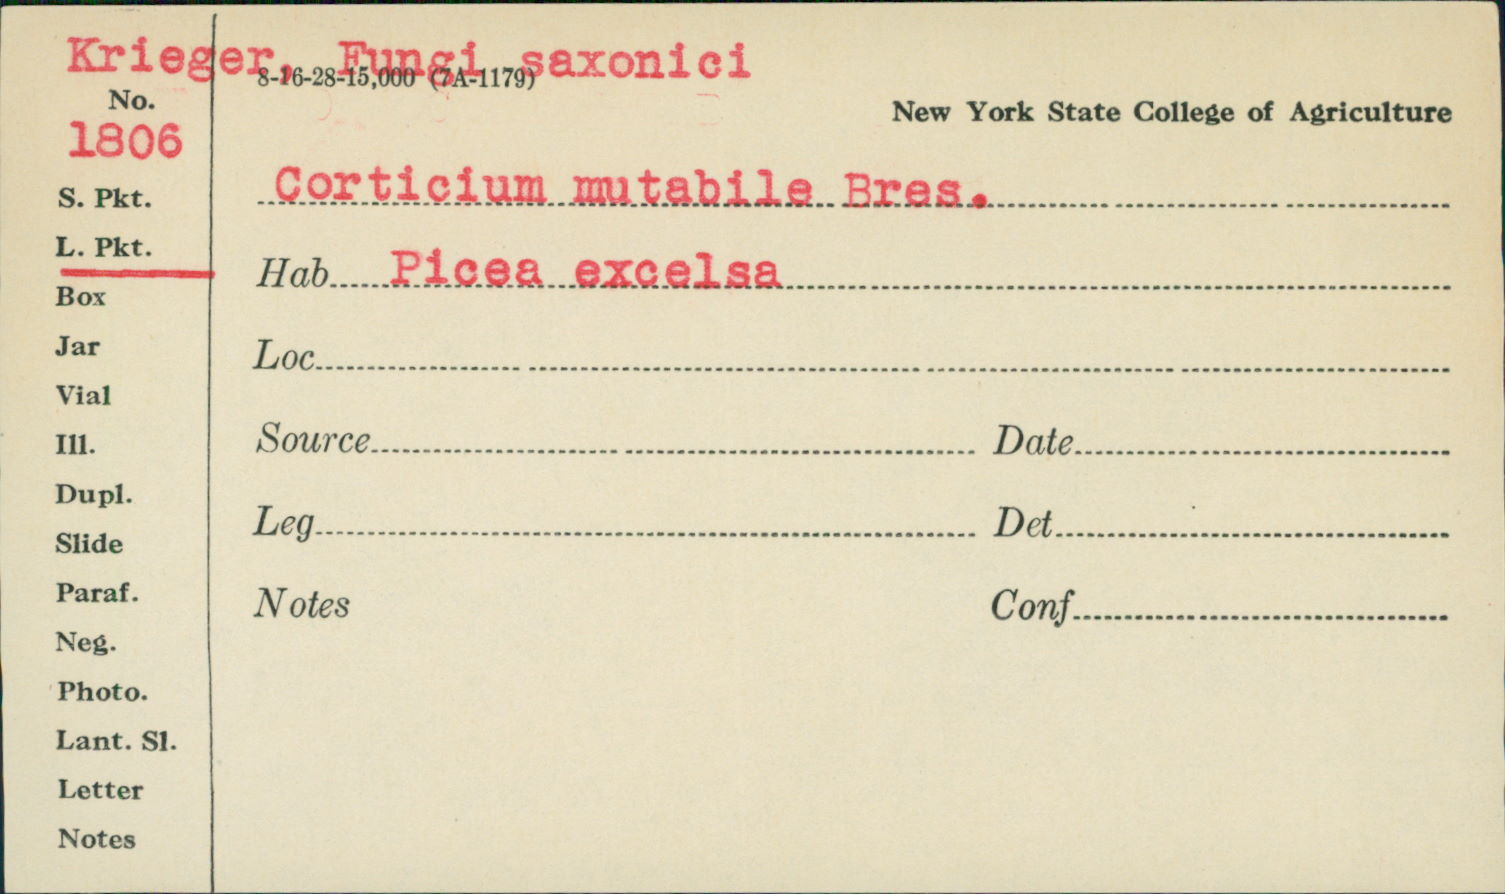 Krieger, Fungi saxonici
8-16-28-15,000 (7A-1179)
No.
New York State College of Agriculture
1806
Corticium mutabile Bres.
S. Pkt.
L. Pkt.
Hab Picea excelsa
Box
Jar
Loc
Vial
Ill.
Source Date
Dupl.
Slide
Leg Det
Paraf.
Notes Conf
Neg.
Photo.
Lant. Sl.
Letter
Notes